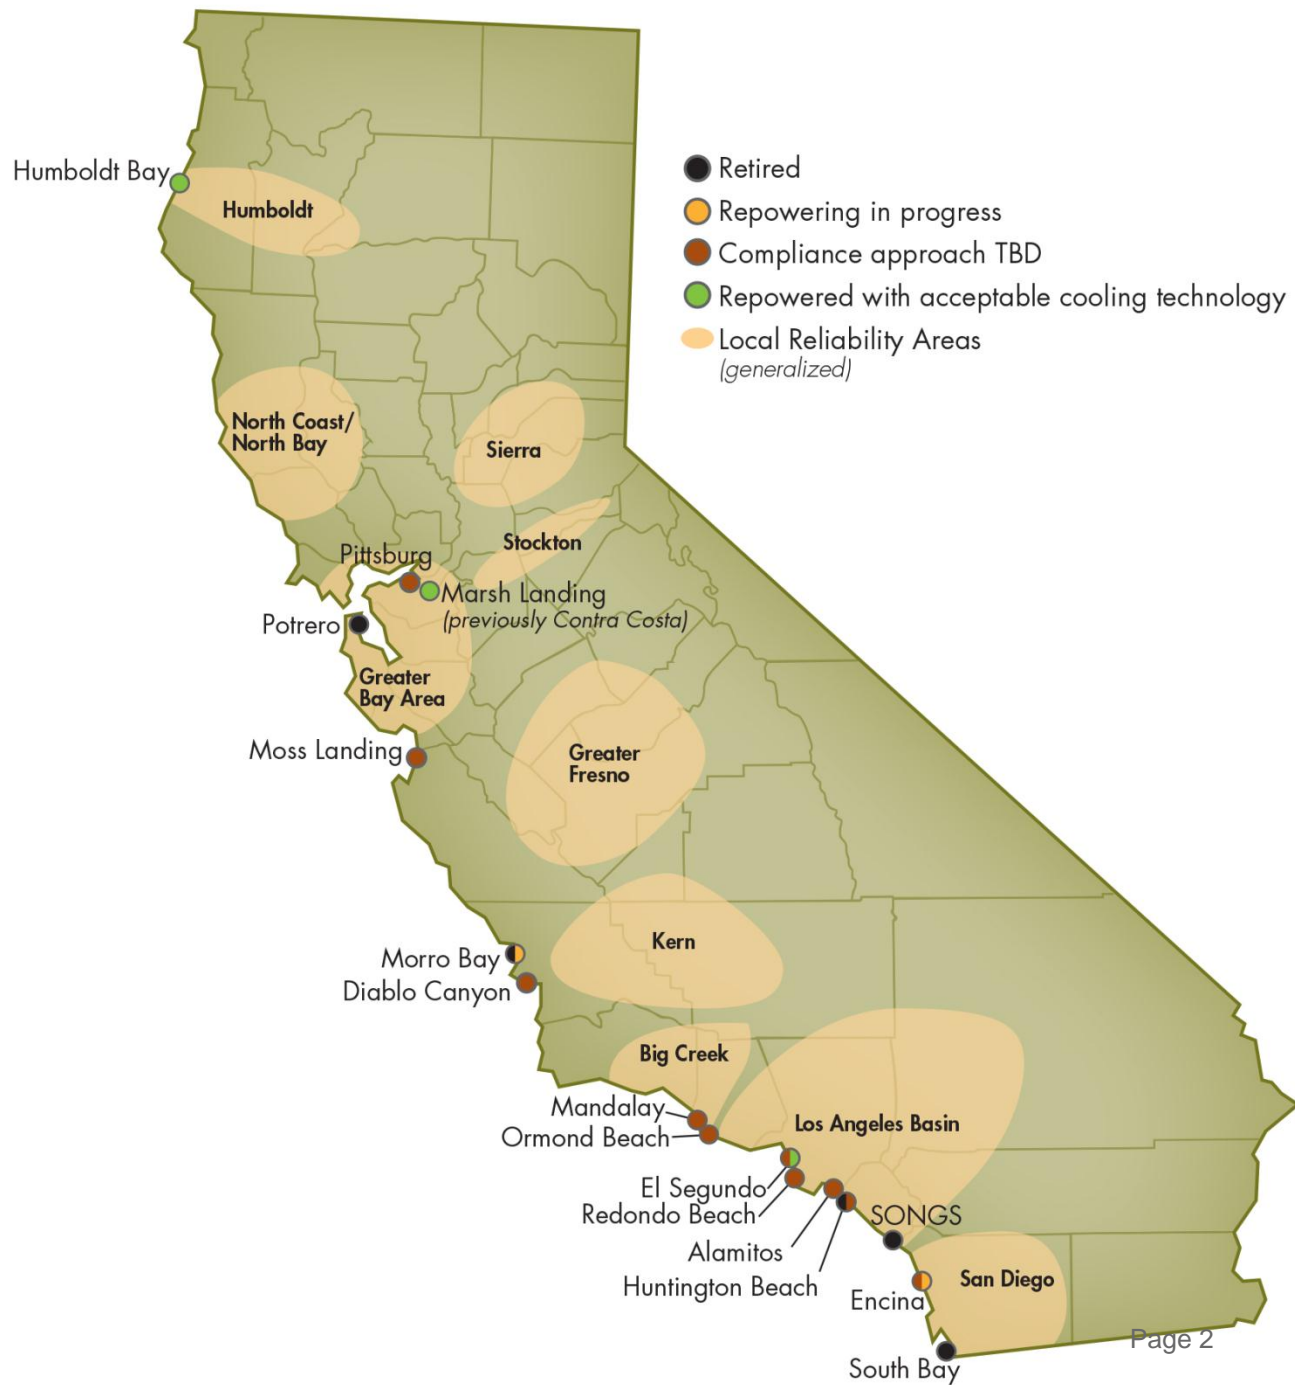 Humboldt Bay
Humboldt
Retired
Repowering in progress
Compliance approach TBD
Repowered with acceptable cooling technology
Local Reliability Areas
(generalized)
North Coast/
North Bay
Sierra
Stockton
Pittsburg
Marsh Landing
(previously Contra Costa)
Potrero
Greater
Bay Area
Moss Landing
Greater
Fresno
Kern
Morro Bay
Diablo Canyon
Big Creek
Mandalay
Ormond Beach
Los Angeles Basin
El Segundo
Redondo Beach
SONGS
Alamitos
Huntington Beach
San Diego
Encina
Page 2
South Bay